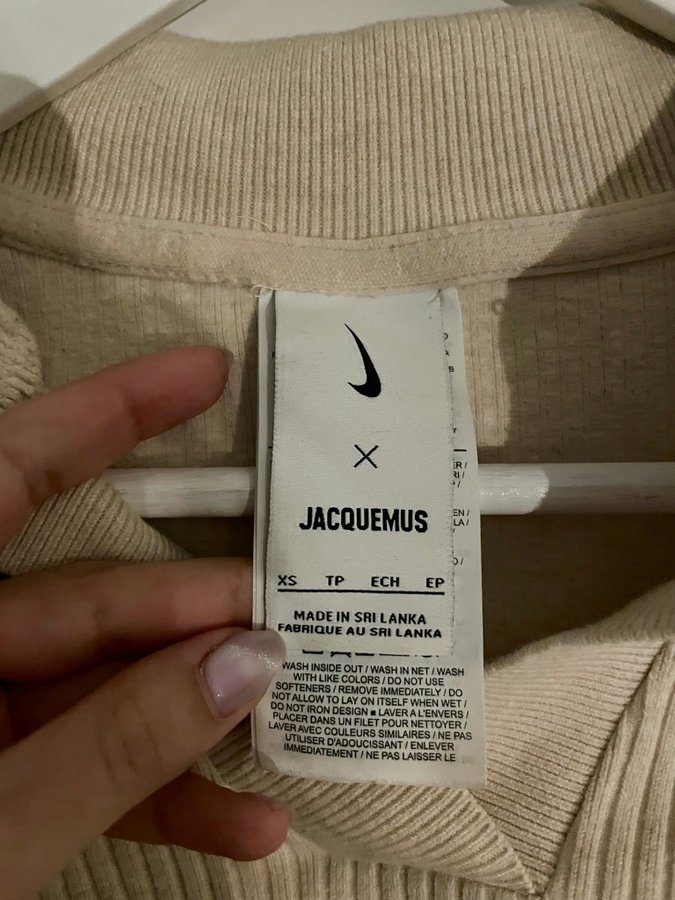 ×
JACQUEMUS
XS TP ECH EP
MADE IN SRI LANKA
FABRIQUE AU SRI LANKA
WASH INSIDE OUT / WASH IN NET / WASH
WITH LIKE COLORS / DO NOT USE
SOFTENERS / REMOVE IMMEDIATELY / DO
NOT ALLOW TO LAY ON ITSELF WHEN WET /
DO NOT IRON DESIGN ■ LAVER A L'ENVERS /
PLACER DANS UN FILET POUR NETTOYER /
LAVER AVEC COULEURS SIMILAIRES / NE PAS
UTILISER D'ADOUCISSANT / ENLEVER
IMMEDIATEMENT / NE PAS LAISSER LE